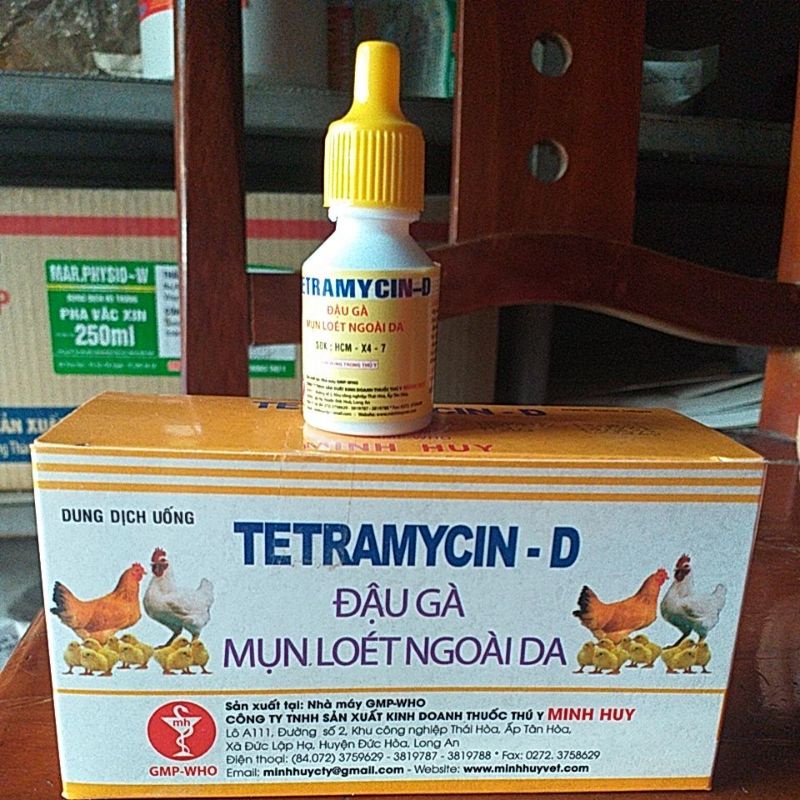 MAR.PHYSIO-W
PHA VẮC XIN
250ml
ẢN XUẤ
ETRAMYCIN-D
ĐẬU GÀ
MỤN LOÉT NGOÀI DA
SĐK : HCM - X4 - 7
TETRAMYCIN - D
MINH HUY
DUNG DỊCH UỐNG
TETRAMYCIN - D
ĐẬU GÀ
MỤN LOÉT NGOÀI DA
mh
GMP-WHO
Sản xuất tại: Nhà máy GMP-WHO
CÔNG TY TNHH SẢN XUẤT KINH DOANH THUỐC THÚ Y MINH HUY
Lô A111, Đường số 2, Khu công nghiệp Thái Hòa, Ấp Tân Hòa,
Xã Đức Lập Hạ, Huyện Đức Hòa, Long An
Điện thoại: (84.072) 3759629 - 3819787 - 3819788 * Fax: 0272. 3758629
Email: minhhuycty@gmail.com - Website: www.minhhuyvet.com